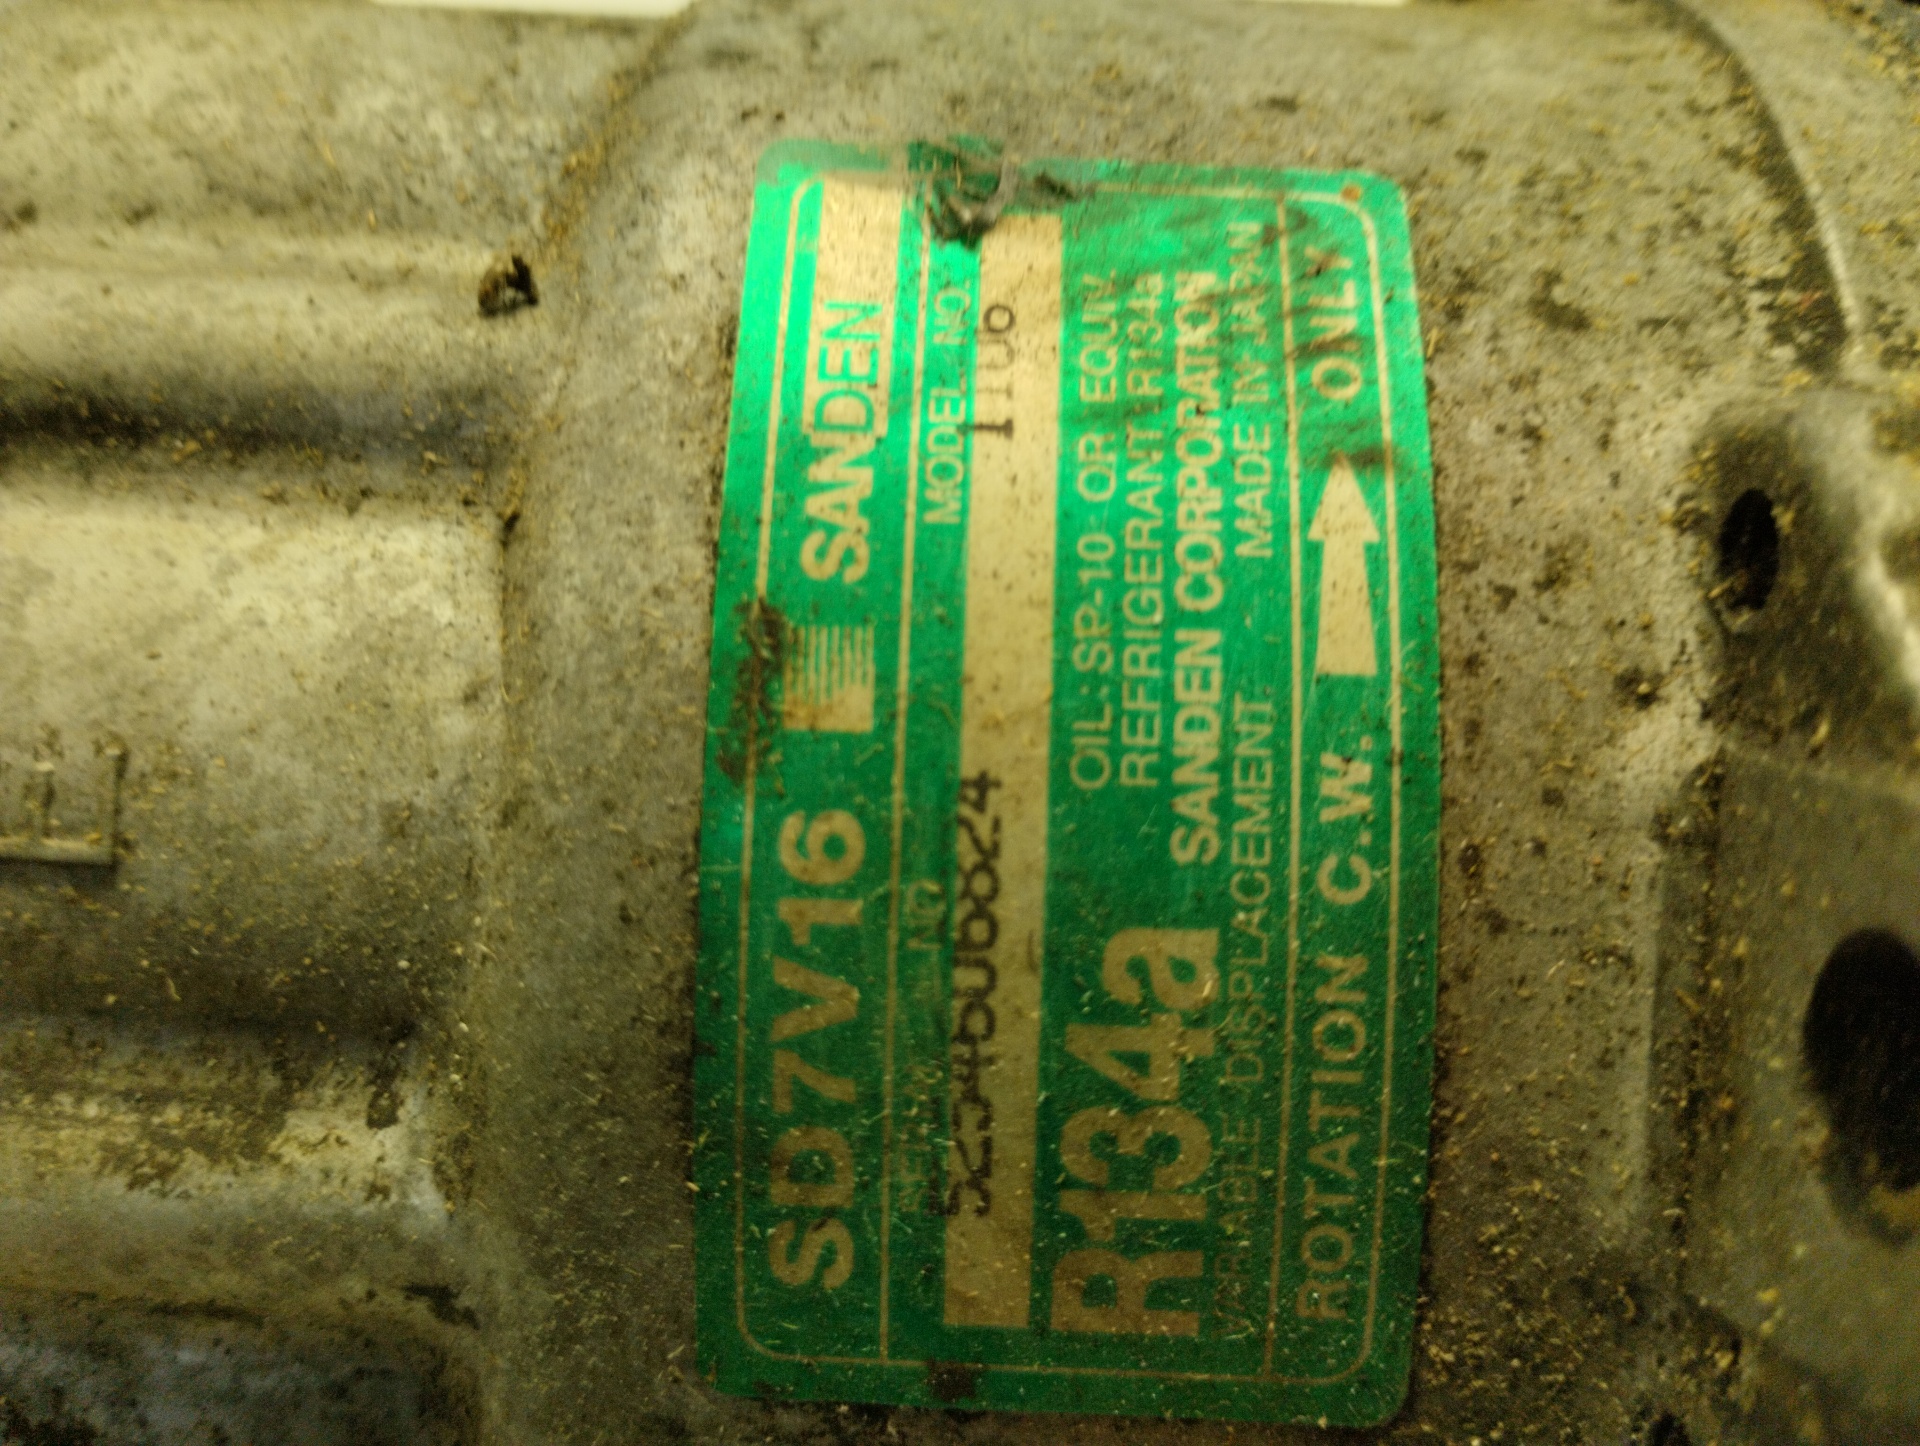 SD7V16 SANDEN
SERIAL NO. MODEL NO.
1106
R134a
OIL: SP-10 OR EQUIV.
REFRIGERANT: R134a
SANDEN CORPORATION
VARIABLE DISPLACEMENT. MADE IN JAPAN
ROTATION C.W. ONLY